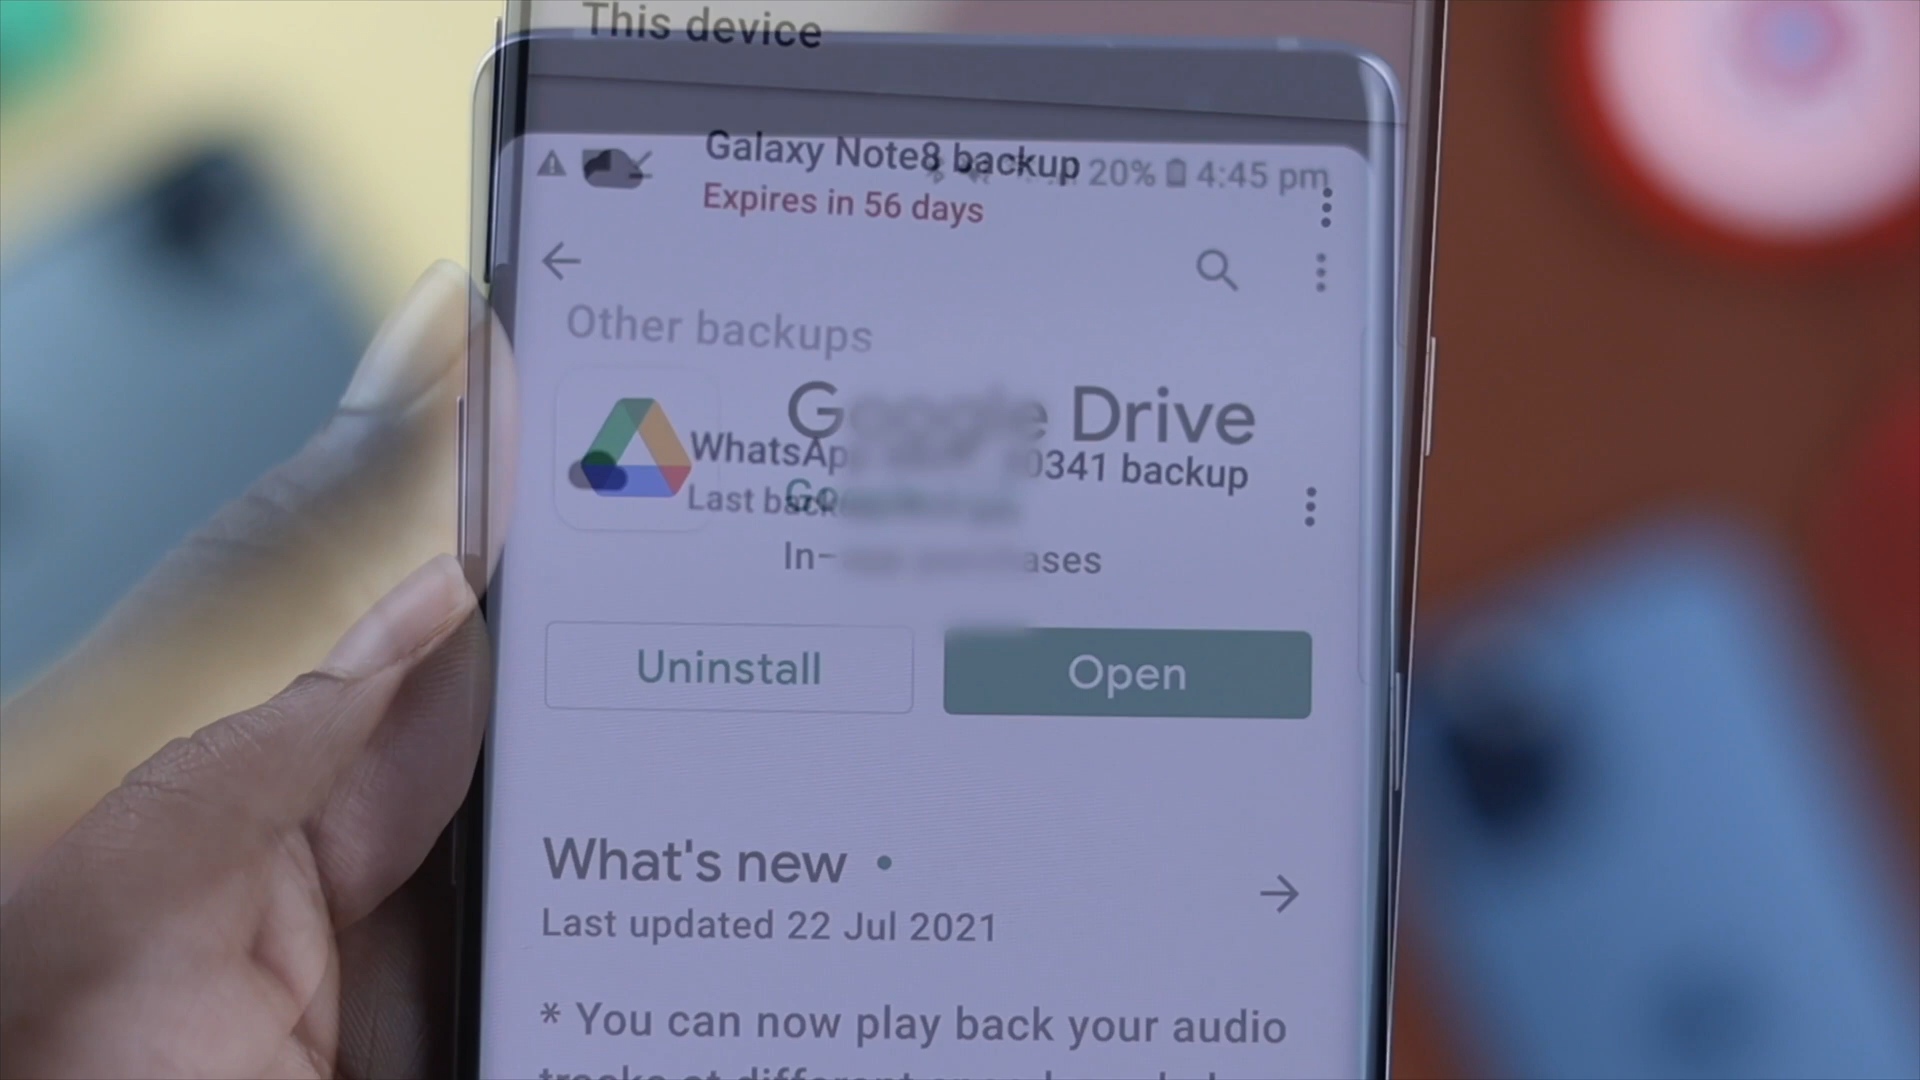 This device
Galaxy Note8 backup
20% 4:45 pm
Expires in 56 days
Other backups
Google Drive
WhatsApp 0341 backup
Last back
In- ases
Uninstall
Open
What's new
Last updated 22 Jul 2021
* You can now play back your audio